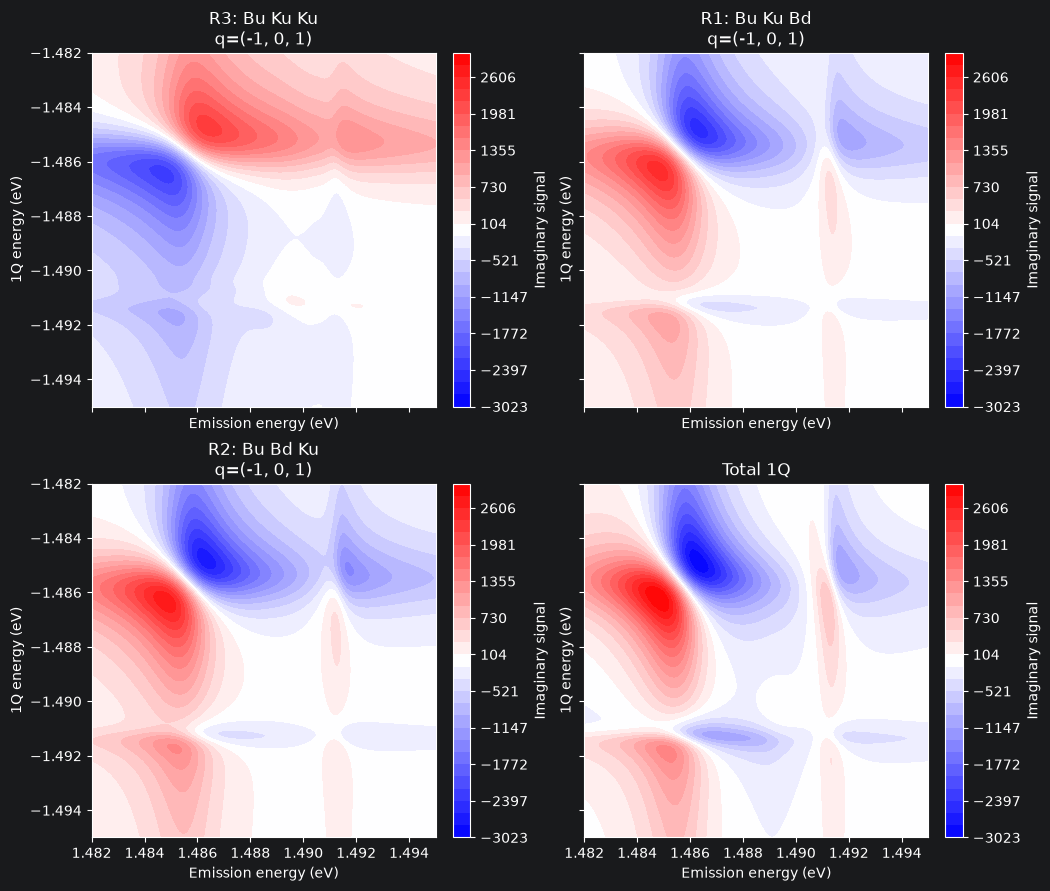 R3: Bu Ku Ku
q=(-1, 0, 1)
−1.482
−1.484
−1.486
−1.488
−1.490
−1.492
−1.494
1Q energy (eV)
Emission energy (eV)
2606
1981
1355
730
104
−521
−1147
−1772
−2397
−3023
Imaginary signal
R1: Bu Ku Bd
q=(-1, 0, 1)
1Q energy (eV)
Emission energy (eV)
2606
1981
1355
730
104
−521
−1147
−1772
−2397
−3023
Imaginary signal
R2: Bu Bd Ku
q=(-1, 0, 1)
−1.482
−1.484
−1.486
−1.488
−1.490
−1.492
−1.494
1Q energy (eV)
1.482 1.484 1.486 1.488 1.490 1.492 1.494
Emission energy (eV)
2606
1981
1355
730
104
−521
−1147
−1772
−2397
−3023
Imaginary signal
Total 1Q
1Q energy (eV)
1.482 1.484 1.486 1.488 1.490 1.492 1.494
Emission energy (eV)
2606
1981
1355
730
104
−521
−1147
−1772
−2397
−3023
Imaginary signal